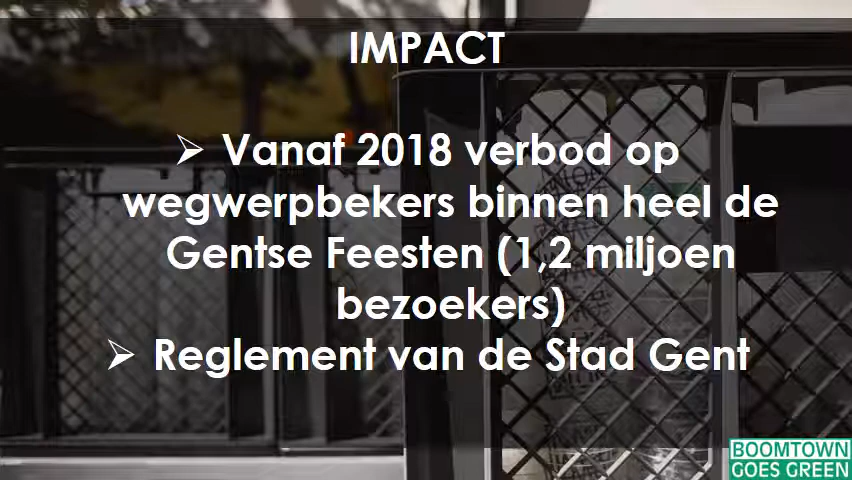 IMPACT
➢ Vanaf 2018 verbod op
wegwerpbekers binnen heel de
Gentse Feesten (1,2 miljoen
bezoekers)
➢ Reglement van de Stad Gent
BOOMTOWN
GOES GREEN